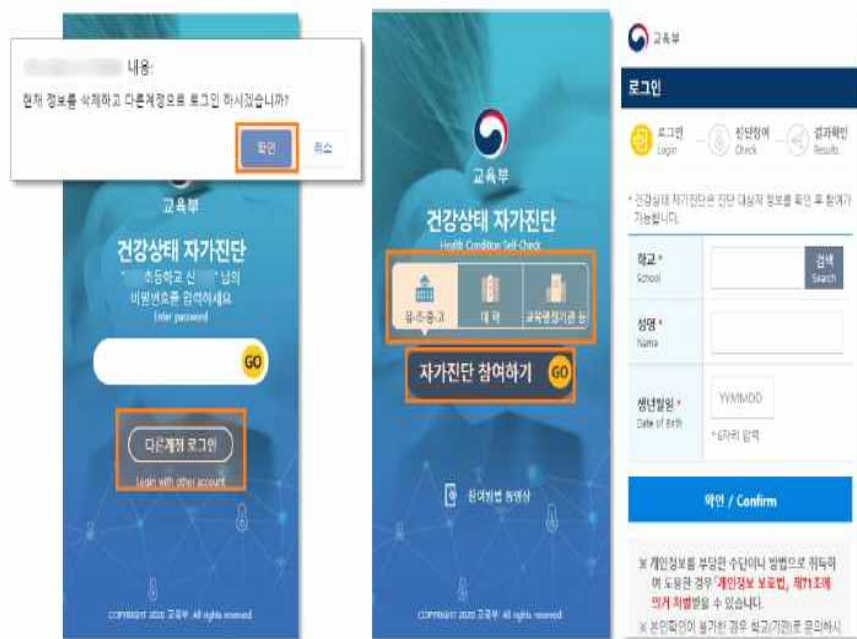 내용:
현재 정보를 삭제하고 다른계정으로 로그인 하시겠습니까?
확인
취소
교육부
건강상태 자가진단
초등학교 신 님의
비밀번호를 입력하세요
Enter password
GO
다른계정 로그인
Login with other account
COPYRIGHT 2020 교육부. All rights reserved.
교육부
건강상태 자가진단
Health Condition Self-Check
유·초·중·고
대학
교육행정기관 등
자가진단 참여하기 GO
참여방법 동영상
COPYRIGHT 2020 교육부. All rights reserved.
교육부
로그인
로그인
Login
진단참여
Check
결과확인
Results
* 건강상태 자가진단은 진단 대상자 정보를 확인 후 참여가
가능합니다.
학교 *
School
검색
Search
성명 *
Name
생년월일 *
Date of Birth
YYMMDD
* 6자리 입력
확인 / Confirm
※ 개인정보를 부당한 수단이나 방법으로 취득하
여 도용한 경우 「개인정보 보호법, 제71조에
의거 처벌받을 수 있습니다.
※ 본인확인이 불가한 경우 학교(기관)로 문의하시